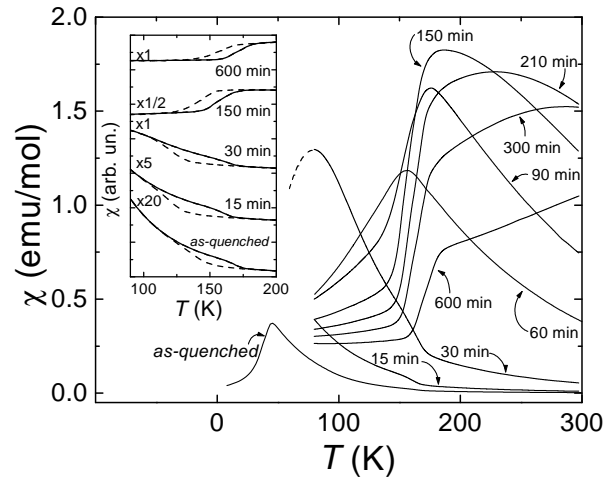 2.0
1.5
1.0
0.5
0.0
χ (emu/mol)
0
100
200
300
T (K)
150 min
210 min
300 min
90 min
600 min
60 min
30 min
15 min
as-quenched
x1
600 min
x1/2
150 min
x1
30 min
x5
15 min
x20
as-quenched
χ (arb. un.)
100
150
200
T (K)